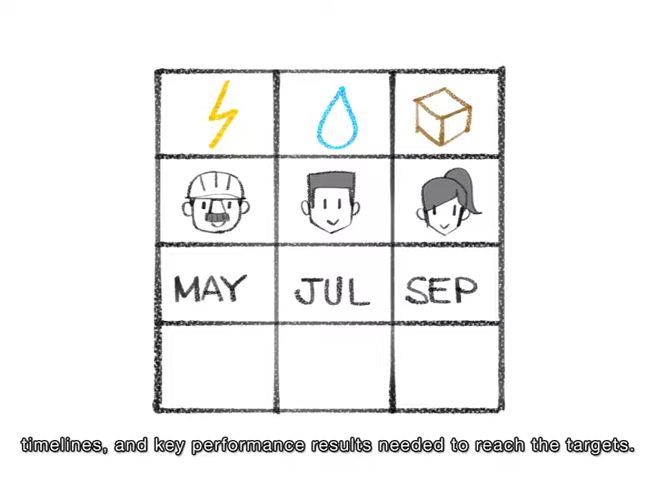 MAY JUL SEP
timelines, and key performance results needed to reach the targets.